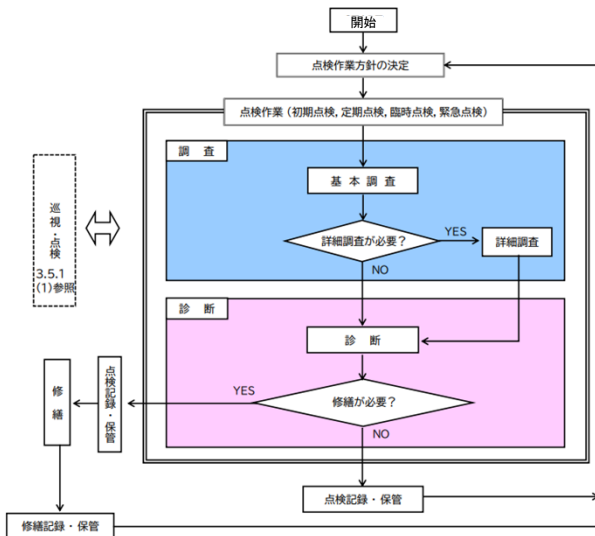 開始
点検作業方針の決定
点検作業（初期点検，定期点検，臨時点検，緊急点検）
調　査
基 本 調 査
詳細調査が必要？
YES
詳細調査
NO
巡視・点検
3.5.1
(1)参照
診　断
診　断
修繕が必要？
YES
NO
点検記録・保管
修 繕
点検記録・保管
修繕記録・保管